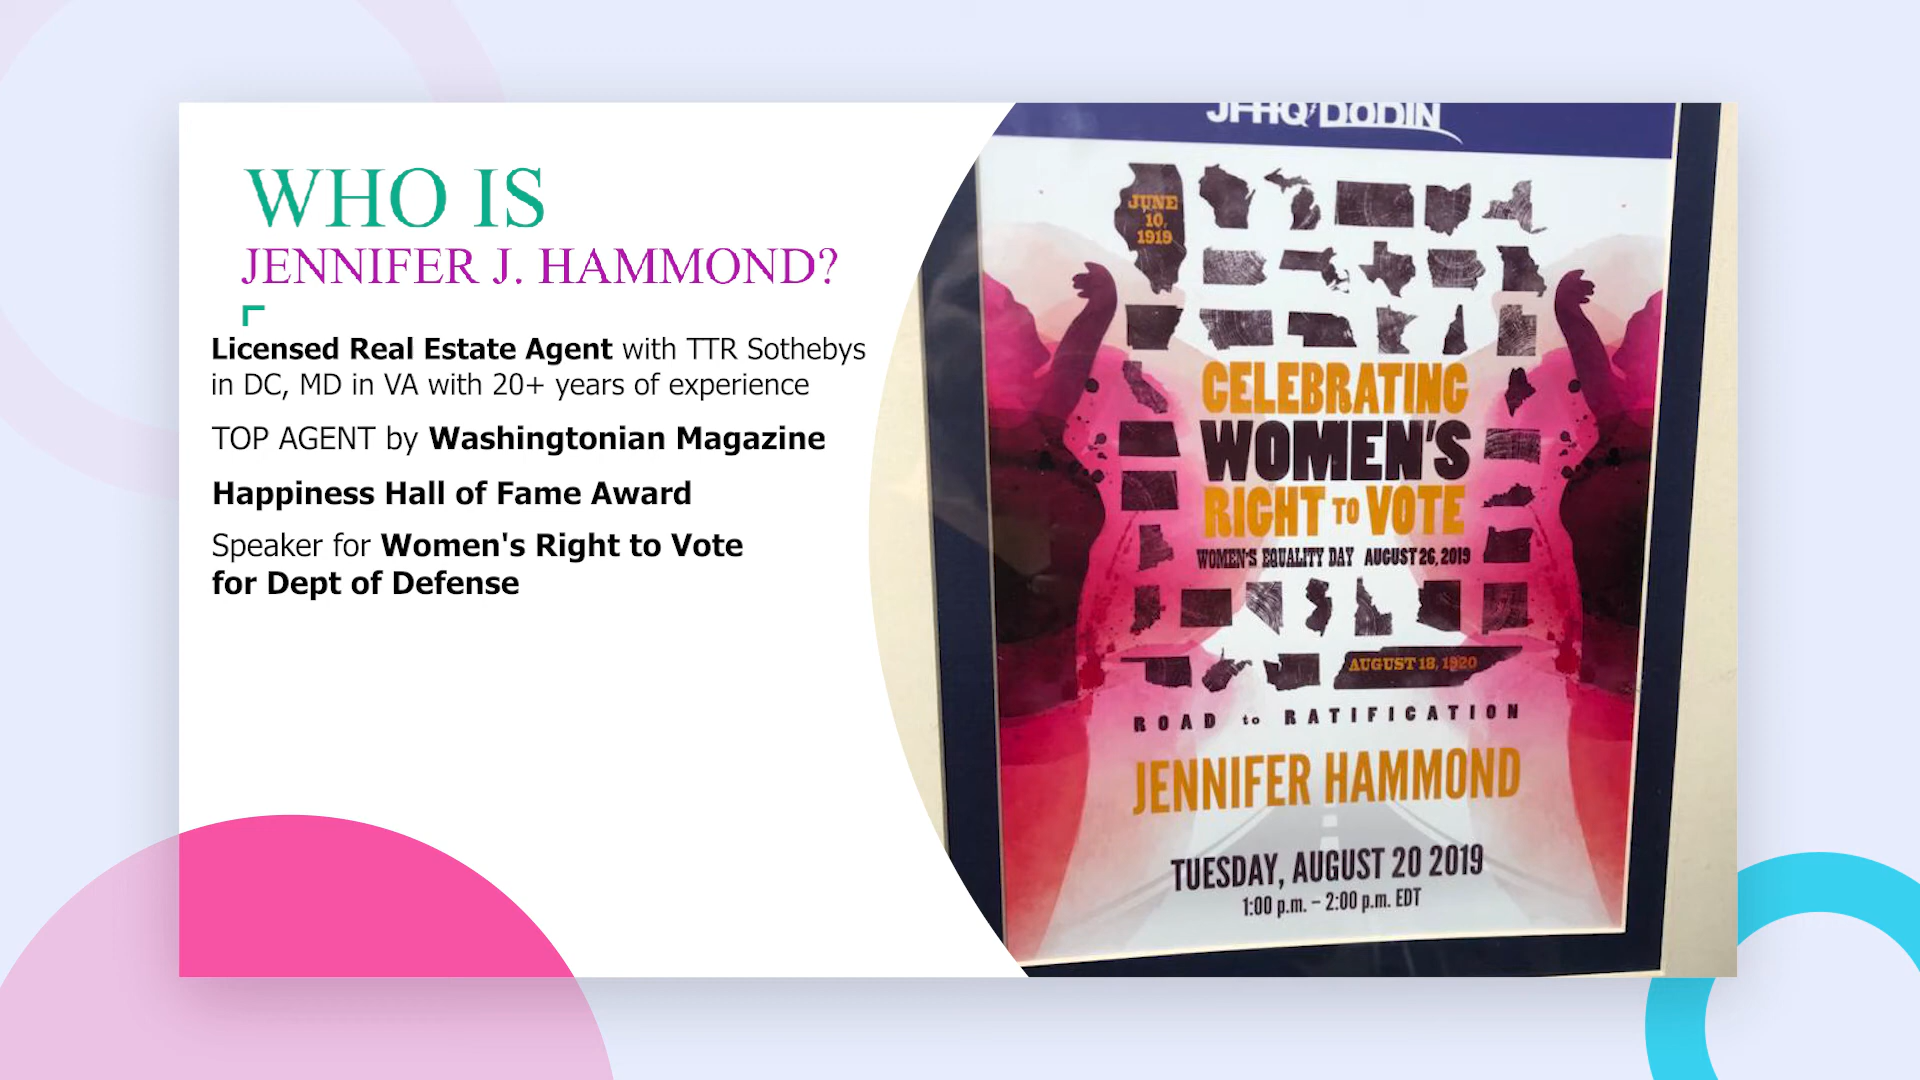 WHO IS
JENNIFER J. HAMMOND?
Licensed Real Estate Agent with TTR Sothebys
in DC, MD in VA with 20+ years of experience
TOP AGENT by Washingtonian Magazine
Happiness Hall of Fame Award
Speaker for Women's Right to Vote
for Dept of Defense
JFHQ DODIN
JUNE
10,
1919
CELEBRATING
WOMEN'S
RIGHT TO VOTE
WOMEN'S EQUALITY DAY AUGUST 26, 2019
AUGUST 18, 1920
ROAD to RATIFICATION
JENNIFER HAMMOND
TUESDAY, AUGUST 20 2019
1:00 p.m. – 2:00 p.m. EDT